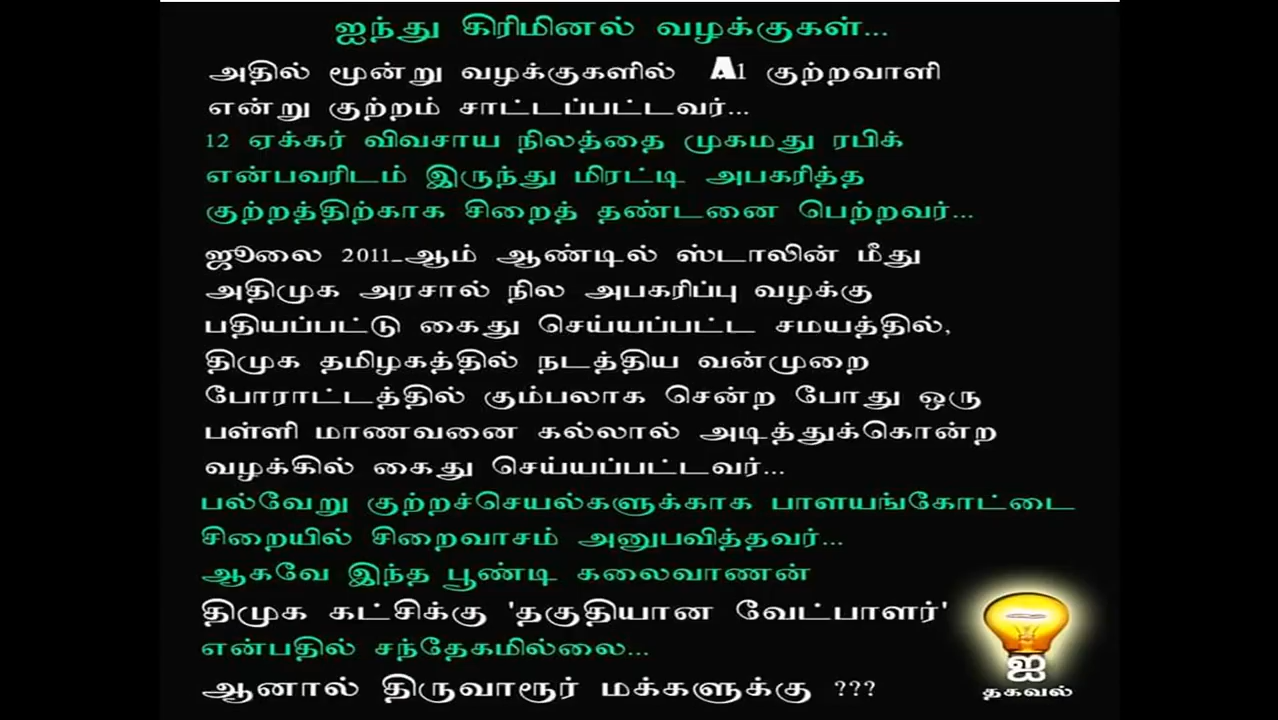 ஐந்து கிரிமினல் வழக்குகள்...
அதில் மூன்று வழக்குகளில் A1 குற்றவாளி
என்று குற்றம் சாட்டப்பட்டவர்...
12 ஏக்கர் விவசாய நிலத்தை முகமது ரபிக்
என்பவரிடம் இருந்து மிரட்டி அபகரித்த
குற்றத்திற்காக சிறைத் தண்டனை பெற்றவர்...
ஜூலை 2011-ஆம் ஆண்டில் ஸ்டாலின் மீது
அதிமுக அரசால் நில அபகரிப்பு வழக்கு
பதியப்பட்டு கைது செய்யப்பட்ட சமயத்தில்,
திமுக தமிழகத்தில் நடத்திய வன்முறை
போராட்டத்தில் கும்பலாக சென்ற போது ஒரு
பள்ளி மாணவனை கல்லால் அடித்துக்கொன்ற
வழக்கில் கைது செய்யப்பட்டவர்...
பல்வேறு குற்றச்செயல்களுக்காக பாளயங்கோட்டை
சிறையில் சிறைவாசம் அனுபவித்தவர்...
ஆகவே இந்த பூண்டி கலைவாணன்
திமுக கட்சிக்கு 'தகுதியான வேட்பாளர்'
என்பதில் சந்தேகமில்லை...
ஆனால் திருவாரூர் மக்களுக்கு ???
ஐ
தகவல்